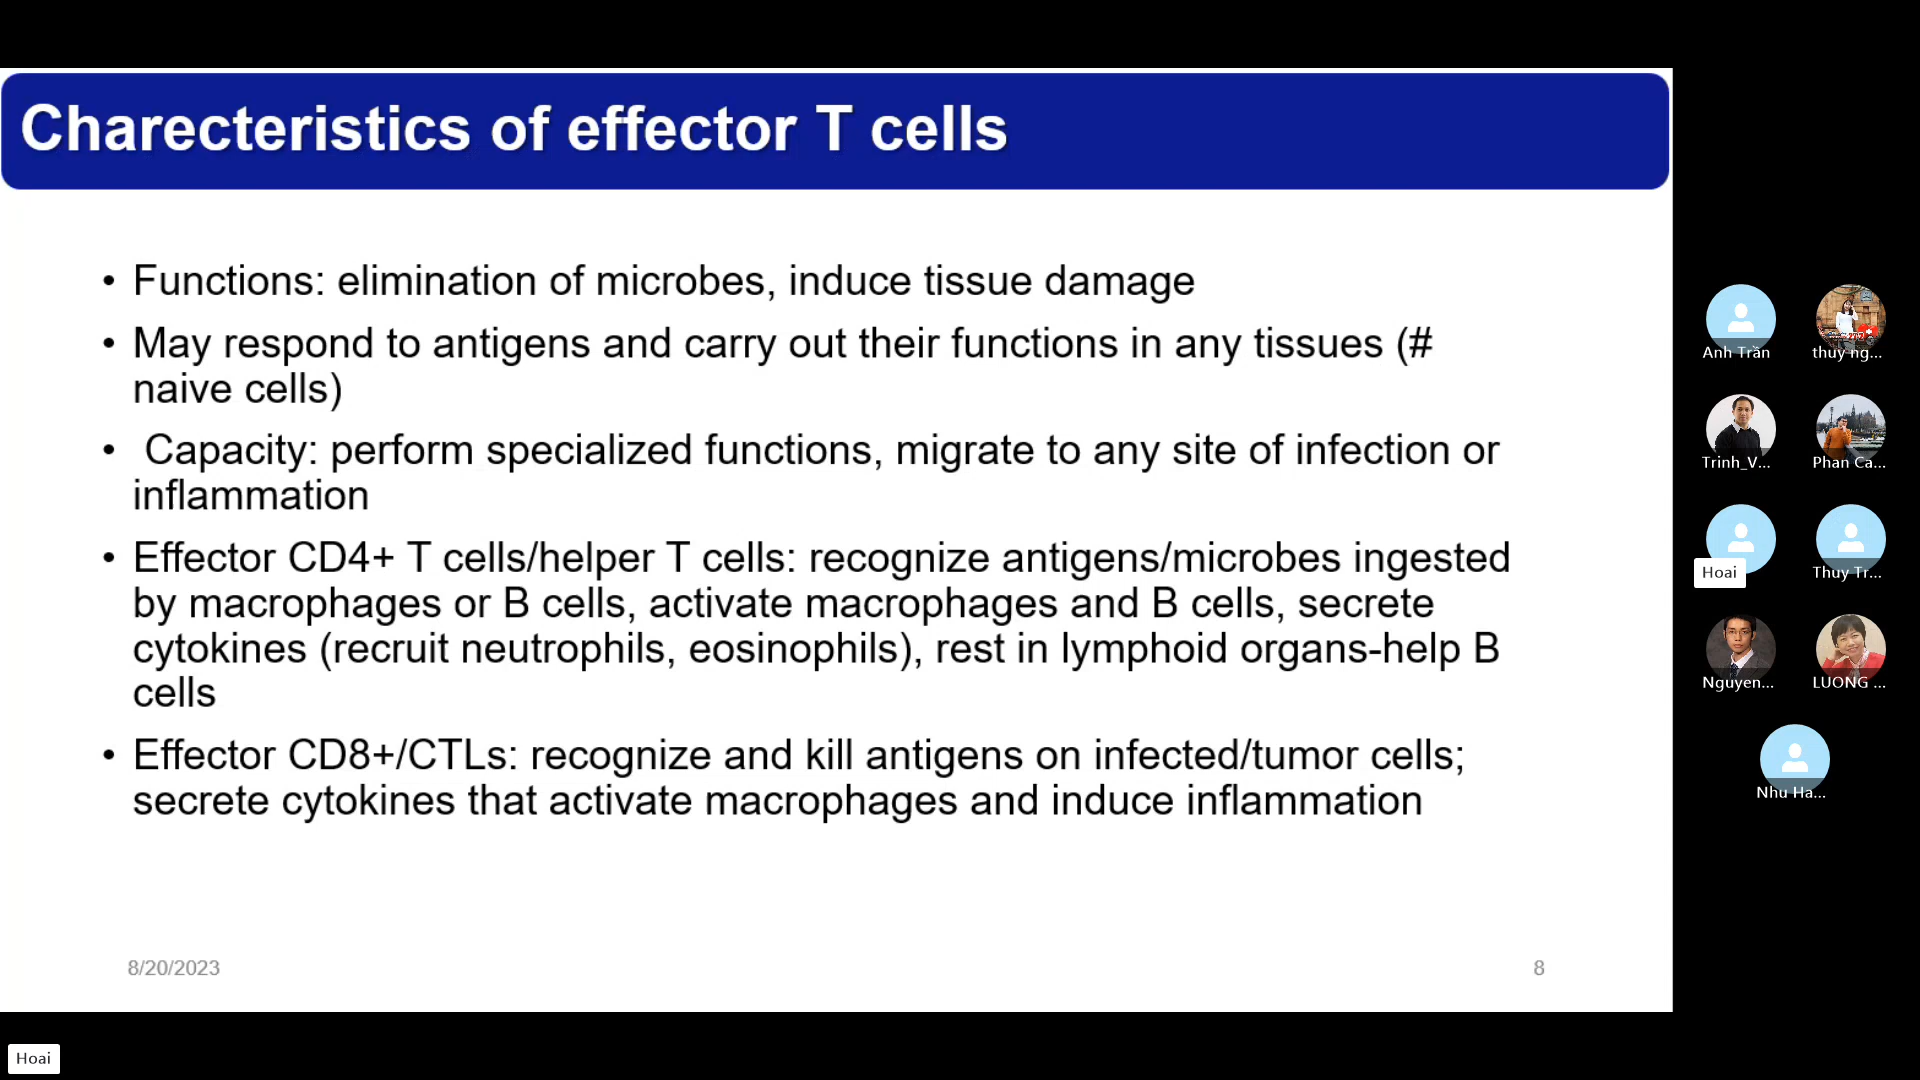 Charecteristics of effector T cells
• Functions: elimination of microbes, induce tissue damage
• May respond to antigens and carry out their functions in any tissues (#
naive cells)
• Capacity: perform specialized functions, migrate to any site of infection or
inflammation
• Effector CD4+ T cells/helper T cells: recognize antigens/microbes ingested
by macrophages or B cells, activate macrophages and B cells, secrete
cytokines (recruit neutrophils, eosinophils), rest in lymphoid organs-help B
cells
• Effector CD8+/CTLs: recognize and kill antigens on infected/tumor cells;
secrete cytokines that activate macrophages and induce inflammation
8/20/2023
8
Anh Trần
thuy ng...
Trinh_V...
Phan Ca...
Hoai
Thuy Tr...
Nguyen...
LUONG ...
Nhu Ha...
Hoai